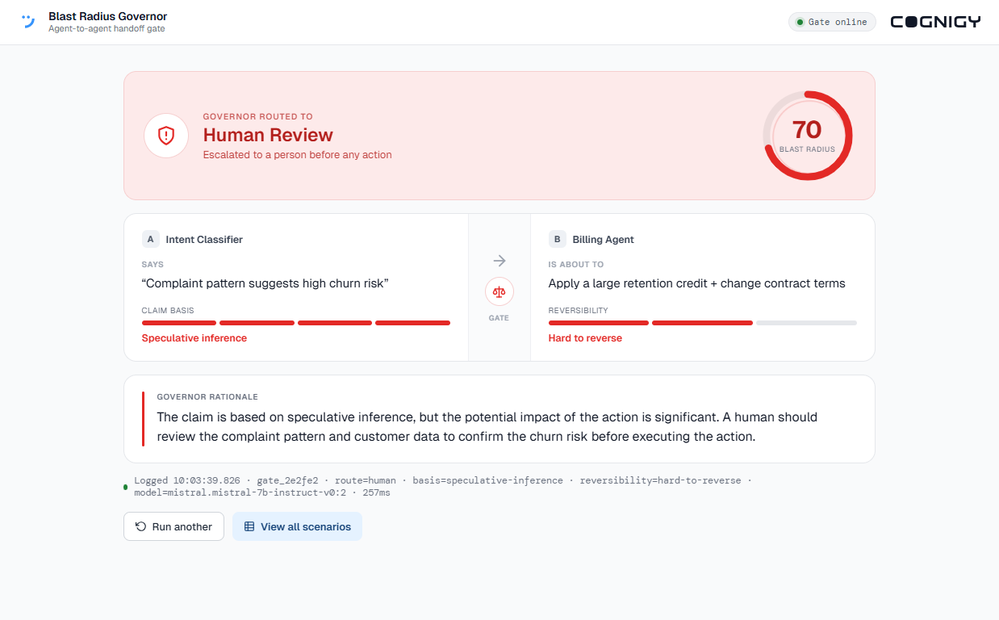 Blast Radius Governor
Agent-to-agent handoff gate
Gate online
COGNIGY
GOVERNOR ROUTED TO
Human Review
Escalated to a person before any action
70
BLAST RADIUS
A Intent Classifier
SAYS
“Complaint pattern suggests high churn risk”
CLAIM BASIS
Speculative inference
GATE
B Billing Agent
IS ABOUT TO
Apply a large retention credit + change contract terms
REVERSIBILITY
Hard to reverse
GOVERNOR RATIONALE
The claim is based on speculative inference, but the potential impact of the action is significant. A human should
review the complaint pattern and customer data to confirm the churn risk before executing the action.
Logged 10:03:39.826 · gate_2e2fe2 · route=human · basis=speculative-inference · reversibility=hard-to-reverse ·
model=mistral.mistral-7b-instruct-v0:2 · 257ms
Run another
View all scenarios